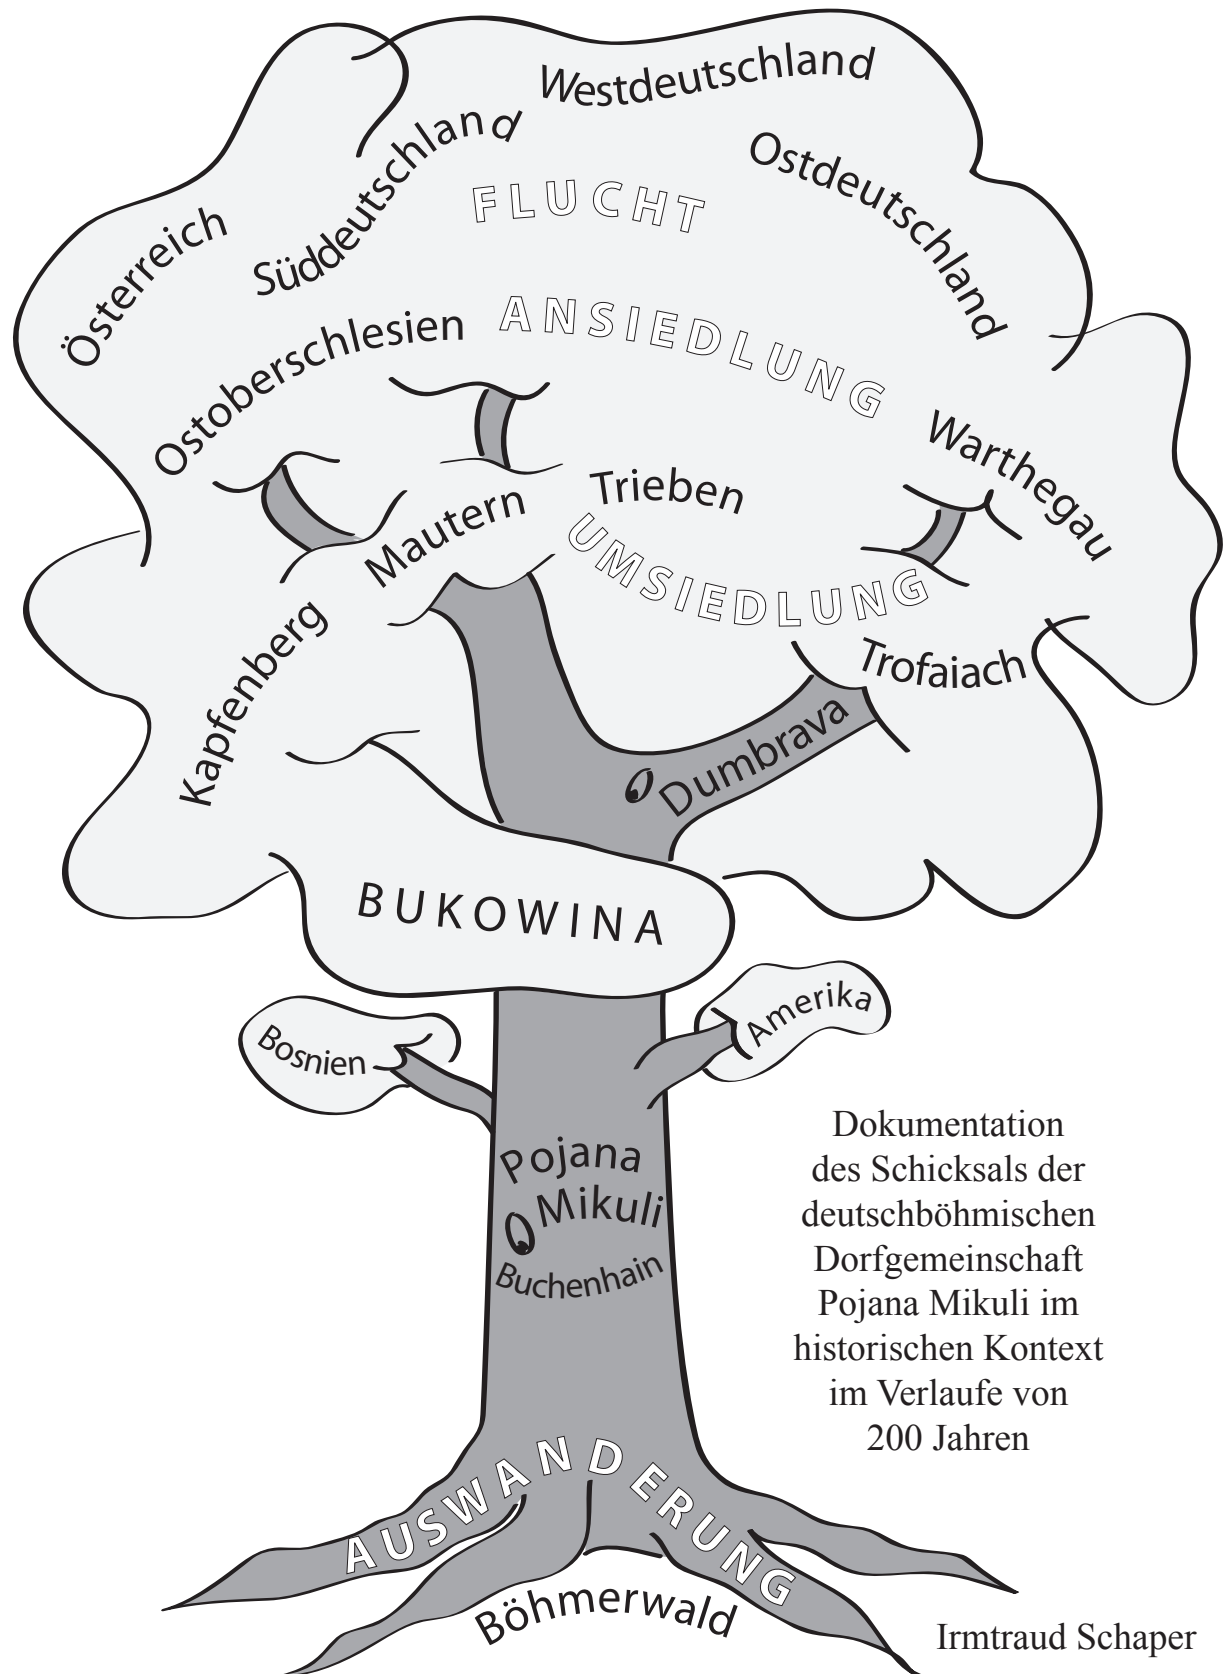 Westdeutschland
Süddeutschland
Ostdeutschland
FLUCHT
Österreich
ANSIEDLUNG
Ostoberschlesien
Warthegau
Trieben
Mautern
UMSIEDLUNG
Kapfenberg
Trofaiach
Dumbrava
BUKOWINA
Bosnien
Amerika
Pojana
Mikuli
Buchenhain
Dokumentation
des Schicksals der
deutschböhmischen
Dorfgemeinschaft
Pojana Mikuli im
historischen Kontext
im Verlaufe von
200 Jahren
AUSWANDERUNG
Böhmerwald
Irmtraud Schaper